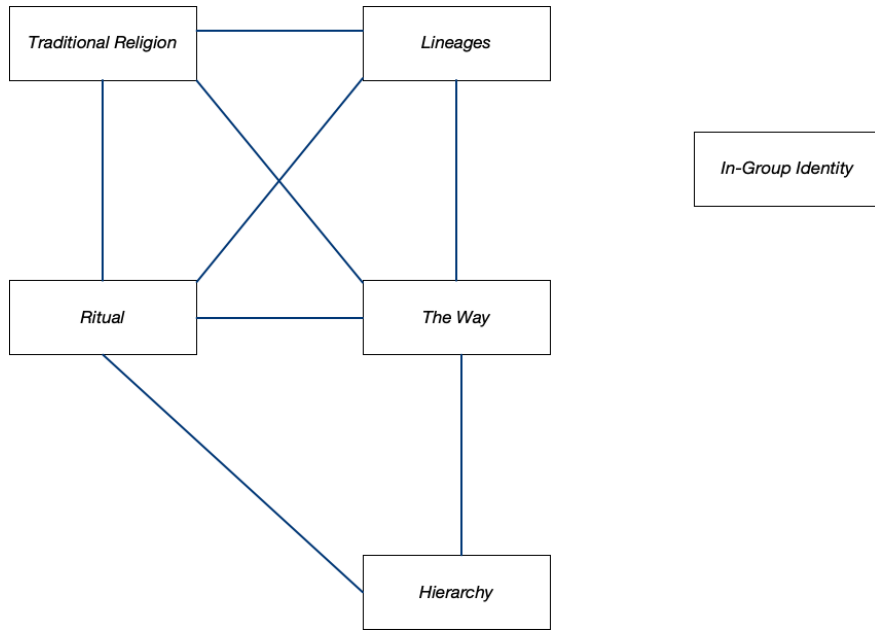 Traditional Religion
Lineages
In-Group Identity
Ritual
The Way
Hierarchy